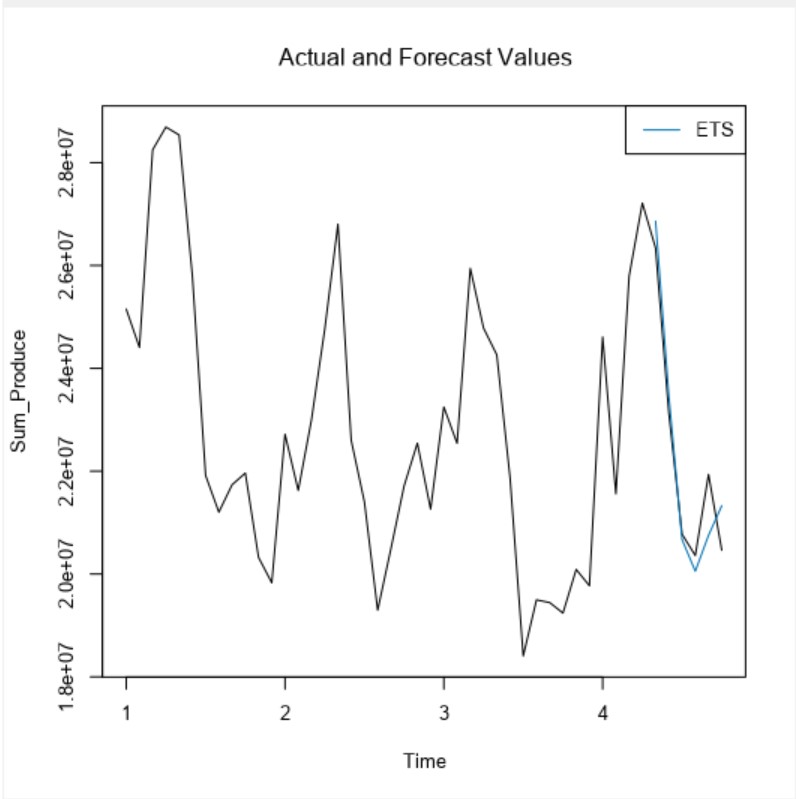 Actual and Forecast Values
ETS
Sum_Produce
2.8e+07
2.6e+07
2.4e+07
2.2e+07
2.0e+07
1.8e+07
1 2 3 4
Time